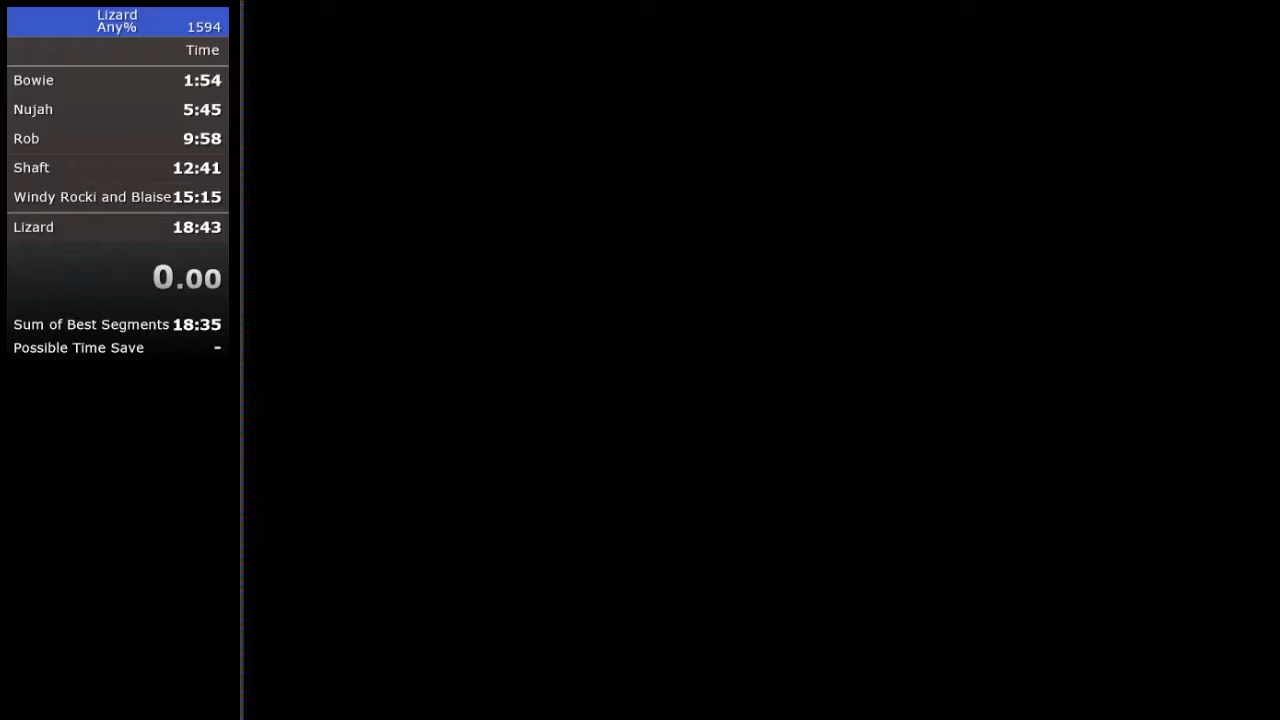 Lizard
Any% 1594
Time
Bowie 1:54
Nujah 5:45
Rob 9:58
Shaft 12:41
Windy Rocki and Blaise 15:15
Lizard 18:43
0.00
Sum of Best Segments 18:35
Possible Time Save -